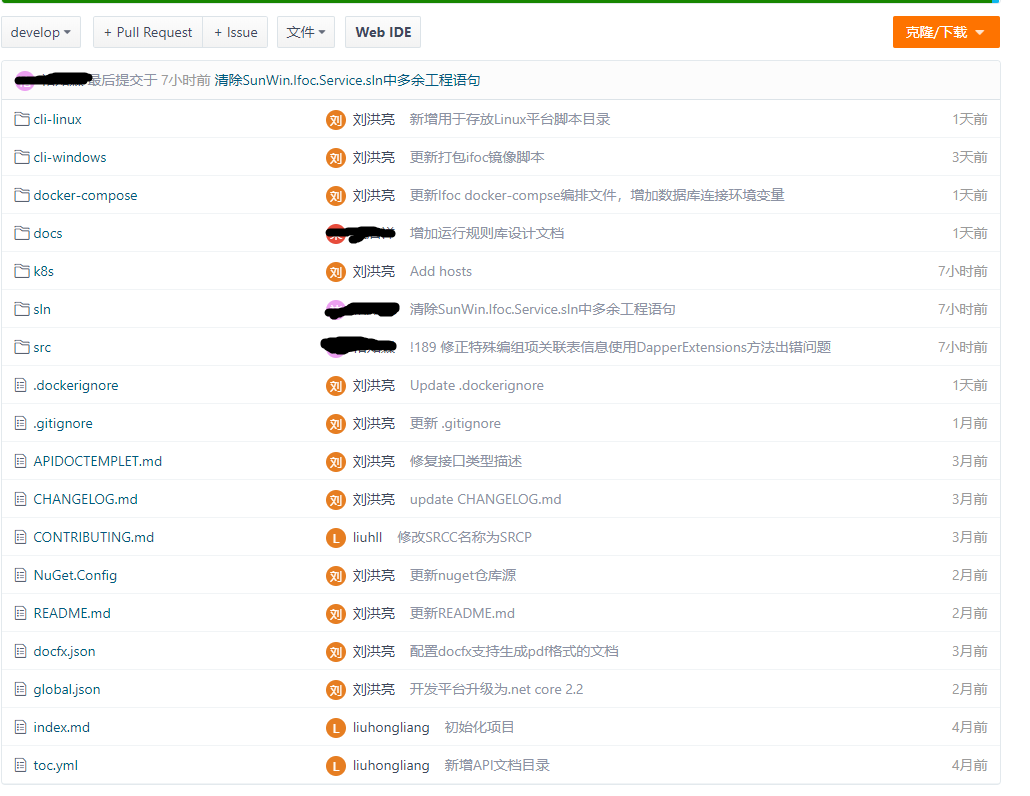 develop + Pull Request + Issue 文件 Web IDE 克隆/下载
最后提交于 7小时前 清除SunWin.Ifoc.Service.sln中多余工程语句
cli-linux 刘 刘洪亮 新增用于存放Linux平台脚本目录 1天前
cli-windows 刘 刘洪亮 更新打包ifoc镜像脚本 3天前
docker-compose 刘 刘洪亮 更新Ifoc docker-compse编排文件，增加数据库连接环境变量 1天前
docs 增加运行规则库设计文档 1天前
k8s 刘 刘洪亮 Add hosts 7小时前
sln 清除SunWin.Ifoc.Service.sln中多余工程语句 7小时前
src !189 修正特殊编组项关联表信息使用DapperExtensions方法出错问题 7小时前
.dockerignore 刘 刘洪亮 Update .dockerignore 1天前
.gitignore 刘 刘洪亮 更新 .gitignore 1月前
APIDOCTEMPLET.md 刘 刘洪亮 修复接口类型描述 3月前
CHANGELOG.md 刘 刘洪亮 update CHANGELOG.md 3月前
CONTRIBUTING.md L liuhll 修改SRCC名称为SRCP 3月前
NuGet.Config 刘 刘洪亮 更新nuget仓库源 2月前
README.md 刘 刘洪亮 更新README.md 2月前
docfx.json 刘 刘洪亮 配置docfx支持生成pdf格式的文档 3月前
global.json 刘 刘洪亮 开发平台升级为.net core 2.2 2月前
index.md L liuhongliang 初始化项目 4月前
toc.yml L liuhongliang 新增API文档目录 4月前